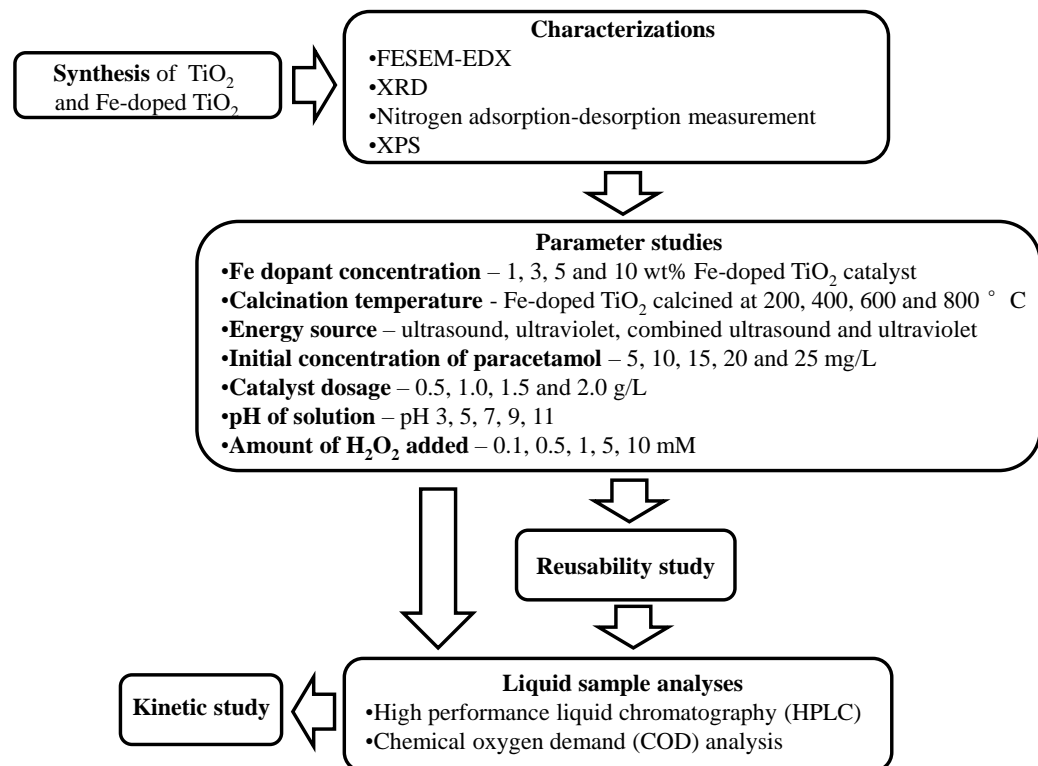 Synthesis of TiO₂
and Fe-doped TiO₂
Characterizations
•FESEM-EDX
•XRD
•Nitrogen adsorption-desorption measurement
•XPS
Parameter studies
•Fe dopant concentration – 1, 3, 5 and 10 wt% Fe-doped TiO₂ catalyst
•Calcination temperature - Fe-doped TiO₂ calcined at 200, 400, 600 and 800 ° C
•Energy source – ultrasound, ultraviolet, combined ultrasound and ultraviolet
•Initial concentration of paracetamol – 5, 10, 15, 20 and 25 mg/L
•Catalyst dosage – 0.5, 1.0, 1.5 and 2.0 g/L
•pH of solution – pH 3, 5, 7, 9, 11
•Amount of H₂O₂ added – 0.1, 0.5, 1, 5, 10 mM
Reusability study
Liquid sample analyses
•High performance liquid chromatography (HPLC)
•Chemical oxygen demand (COD) analysis
Kinetic study